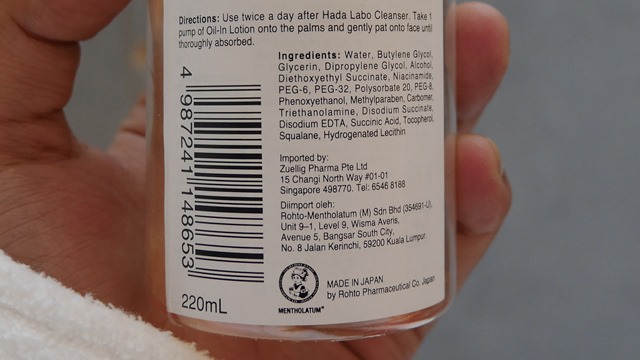 Directions: Use twice a day after Hada Labo Cleanser. Take 1
pump of Oil-In Lotion onto the palms and gently pat onto face until
thoroughly absorbed.
Ingredients: Water, Butylene Glycol,
Glycerin, Dipropylene Glycol, Alcohol,
Diethoxyethyl Succinate, Niacinamide,
PEG-6, PEG-32, Polysorbate 20, PEG-8,
Phenoxyethanol, Methylparaben, Carbomer,
Triethanolamine, Disodium Succinate,
Disodium EDTA, Succinic Acid, Tocopherol,
Squalane, Hydrogenated Lecithin
4 987241 148653
Imported by:
Zuellig Pharma Pte Ltd
15 Changi North Way #01-01
Singapore 498770. Tel: 6546 8188
Diimport oleh:
Rohto-Mentholatum (M) Sdn Bhd (354691-U),
Unit 9-1, Level 9, Wisma Averis,
Avenue 5, Bangsar South City,
No. 8 Jalan Kerinchi, 59200 Kuala Lumpur.
220mL
MENTHOLATUM®
MADE IN JAPAN
by Rohto Pharmaceutical Co. Japan